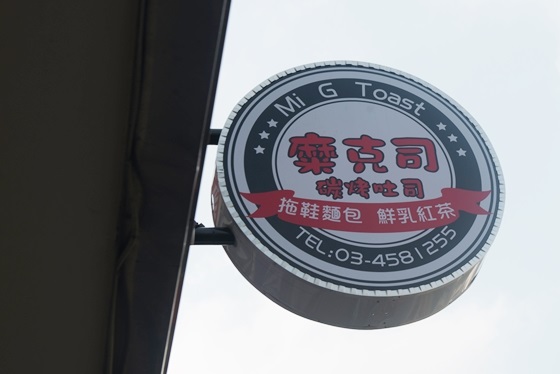 Mi G Toast
糜克司
碳烤吐司
拖鞋麵包 鮮乳紅茶
TEL:03-4581255